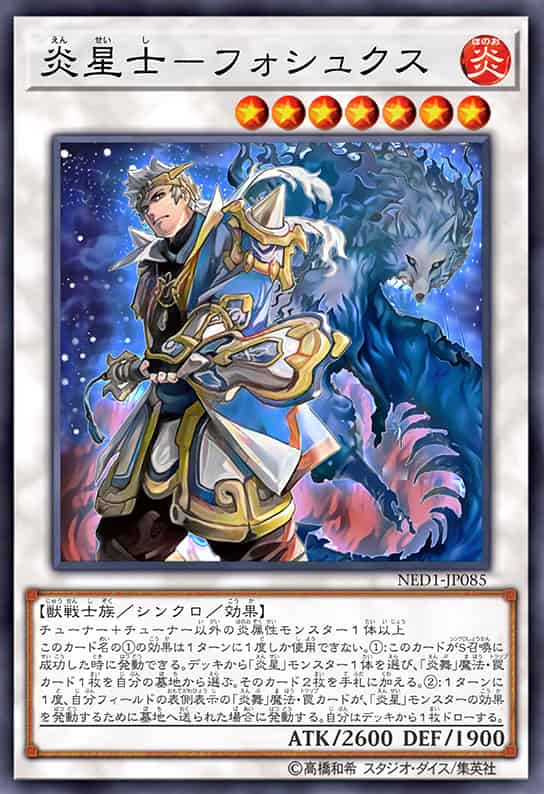 炎星士－フォシュクス
炎
NED1-JP085
【獣戦士族／シンクロ／効果】
チューナー＋チューナー以外の炎属性モンスター１体以上
このカード名の①の効果は１ターンに１度しか使用できない。①：このカードがＳ召喚に
成功した時に発動できる。デッキから「炎星」モンスター１体を選び、「炎舞」魔法・罠
カード１枚を自分の墓地から選ぶ。そのカード２枚を手札に加える。②：１ターンに
１度、自分フィールドの表側表示の「炎舞」魔法・罠カードが、「炎星」モンスターの効果
を発動するために墓地へ送られた場合に発動する。自分はデッキから１枚ドローする。
ATK/2600 DEF/1900
©高橋和希 スタジオ・ダイス/集英社